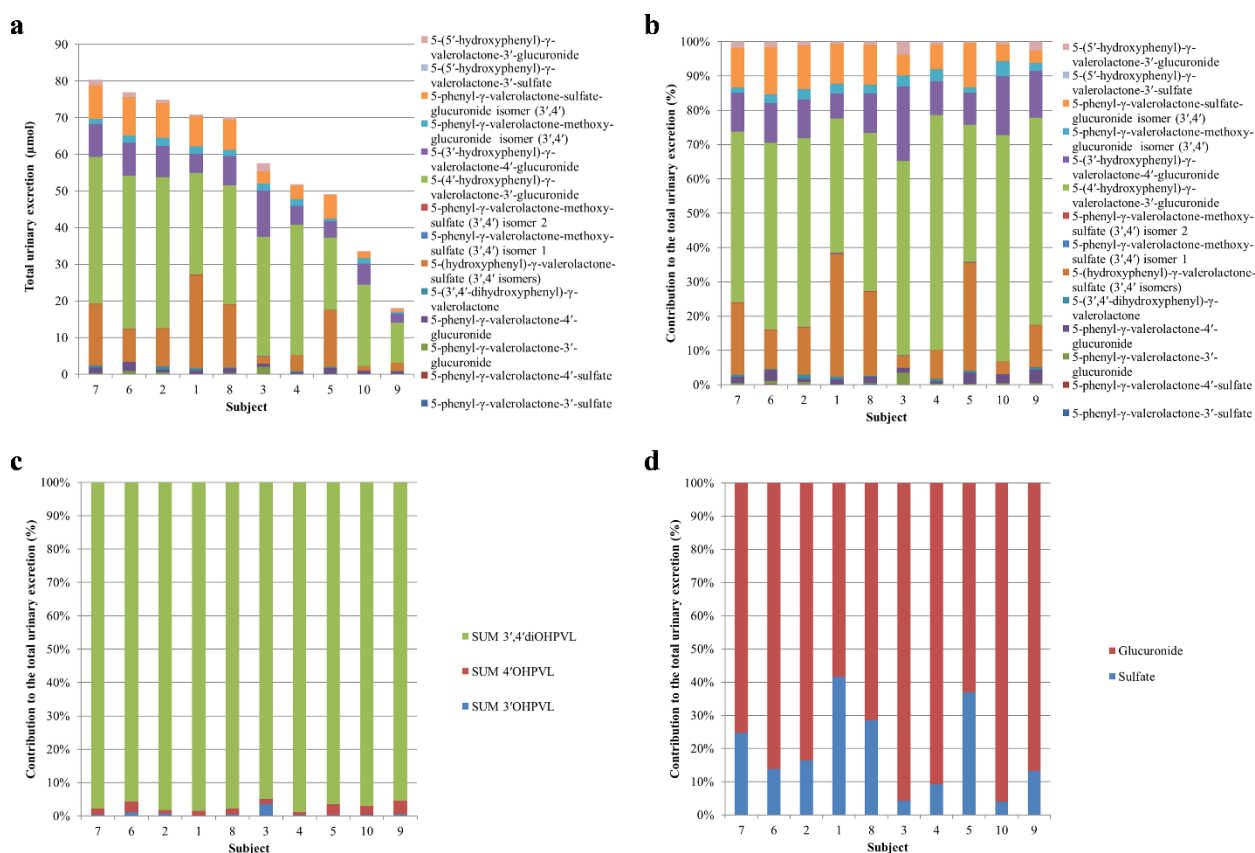 a
Total urinary excretion (µmol)
90
80
70
60
50
40
30
20
10
0
7 6 2 1 8 3 4 5 10 9
Subject
5-(5′-hydroxyphenyl)-γ-
valerolactone-3′-glucuronide
5-(5′-hydroxyphenyl)-γ-
valerolactone-3′-sulfate
5-phenyl-γ-valerolactone-sulfate-
glucuronide isomer (3′,4′)
5-phenyl-γ-valerolactone-methoxy-
glucuronide isomer (3′,4′)
5-(3′-hydroxyphenyl)-γ-
valerolactone-4′-glucuronide
5-(4′-hydroxyphenyl)-γ-
valerolactone-3′-glucuronide
5-phenyl-γ-valerolactone-methoxy-
sulfate (3′,4′) isomer 2
5-phenyl-γ-valerolactone-methoxy-
sulfate (3′,4′) isomer 1
5-(hydroxyphenyl)-γ-valerolactone-
sulfate (3′,4′ isomers)
5-(3′,4′-dihydroxyphenyl)-γ-
valerolactone
5-phenyl-γ-valerolactone-4′-
glucuronide
5-phenyl-γ-valerolactone-3′-
glucuronide
5-phenyl-γ-valerolactone-4′-sulfate
5-phenyl-γ-valerolactone-3′-sulfate
b
Contribution to the total urinary excretion (%)
100%
90%
80%
70%
60%
50%
40%
30%
20%
10%
0%
7 6 2 1 8 3 4 5 10 9
Subject
5-(5′-hydroxyphenyl)-γ-
valerolactone-3′-glucuronide
5-(5′-hydroxyphenyl)-γ-
valerolactone-3′-sulfate
5-phenyl-γ-valerolactone-sulfate-
glucuronide isomer (3′,4′)
5-phenyl-γ-valerolactone-methoxy-
glucuronide isomer (3′,4′)
5-(3′-hydroxyphenyl)-γ-
valerolactone-4′-glucuronide
5-(4′-hydroxyphenyl)-γ-
valerolactone-3′-glucuronide
5-phenyl-γ-valerolactone-methoxy-
sulfate (3′,4′) isomer 2
5-phenyl-γ-valerolactone-methoxy-
sulfate (3′,4′) isomer 1
5-(hydroxyphenyl)-γ-valerolactone-
sulfate (3′,4′ isomers)
5-(3′,4′-dihydroxyphenyl)-γ-
valerolactone
5-phenyl-γ-valerolactone-4′-
glucuronide
5-phenyl-γ-valerolactone-3′-
glucuronide
5-phenyl-γ-valerolactone-4′-sulfate
5-phenyl-γ-valerolactone-3′-sulfate
c
Contribution to the total urinary excretion (%)
100%
90%
80%
70%
60%
50%
40%
30%
20%
10%
0%
7 6 2 1 8 3 4 5 10 9
Subject
SUM 3′,4′diOHPVL
SUM 4′OHPVL
SUM 3′OHPVL
d
Contribution to the total urinary excretion (%)
100%
90%
80%
70%
60%
50%
40%
30%
20%
10%
0%
7 6 2 1 8 3 4 5 10 9
Subject
Glucuronide
Sulfate